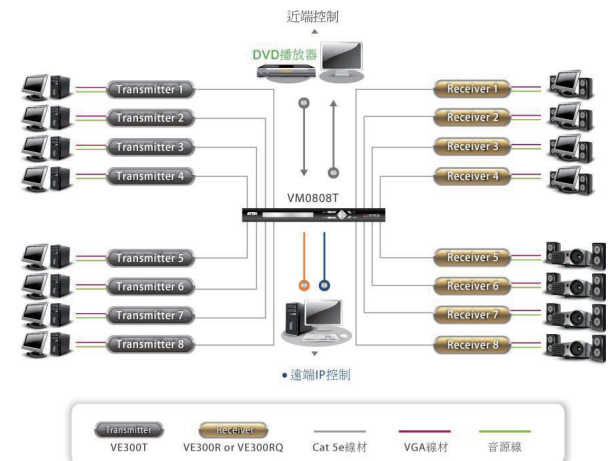 近端控制
DVD播放器
Transmitter 1
Transmitter 2
Transmitter 3
Transmitter 4
Receiver 1
Receiver 2
Receiver 3
Receiver 4
VM0808T
ATEN
Transmitter 5
Transmitter 6
Transmitter 7
Transmitter 8
Receiver 5
Receiver 6
Receiver 7
Receiver 8
•遠端IP控制
Transmitter
Receiver
VE300T
VE300R or VE300RQ
Cat 5e線材
VGA線材
音源線